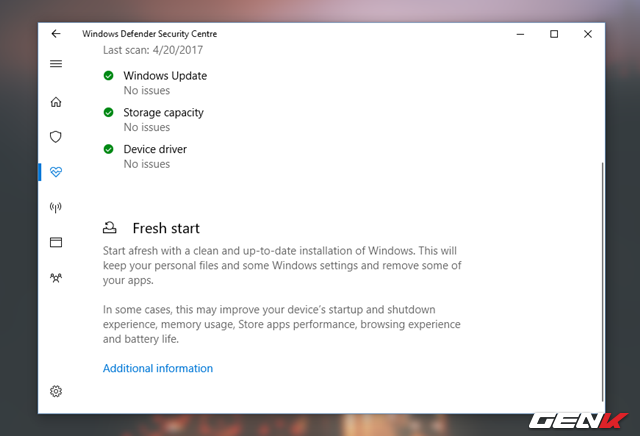 Windows Defender Security Centre
Last scan: 4/20/2017
Windows Update
No issues
Storage capacity
No issues
Device driver
No issues
Fresh start
Start afresh with a clean and up-to-date installation of Windows. This will
keep your personal files and some Windows settings and remove some of
your apps.
In some cases, this may improve your device's startup and shutdown
experience, memory usage, Store apps performance, browsing experience
and battery life.
Additional information
GENK